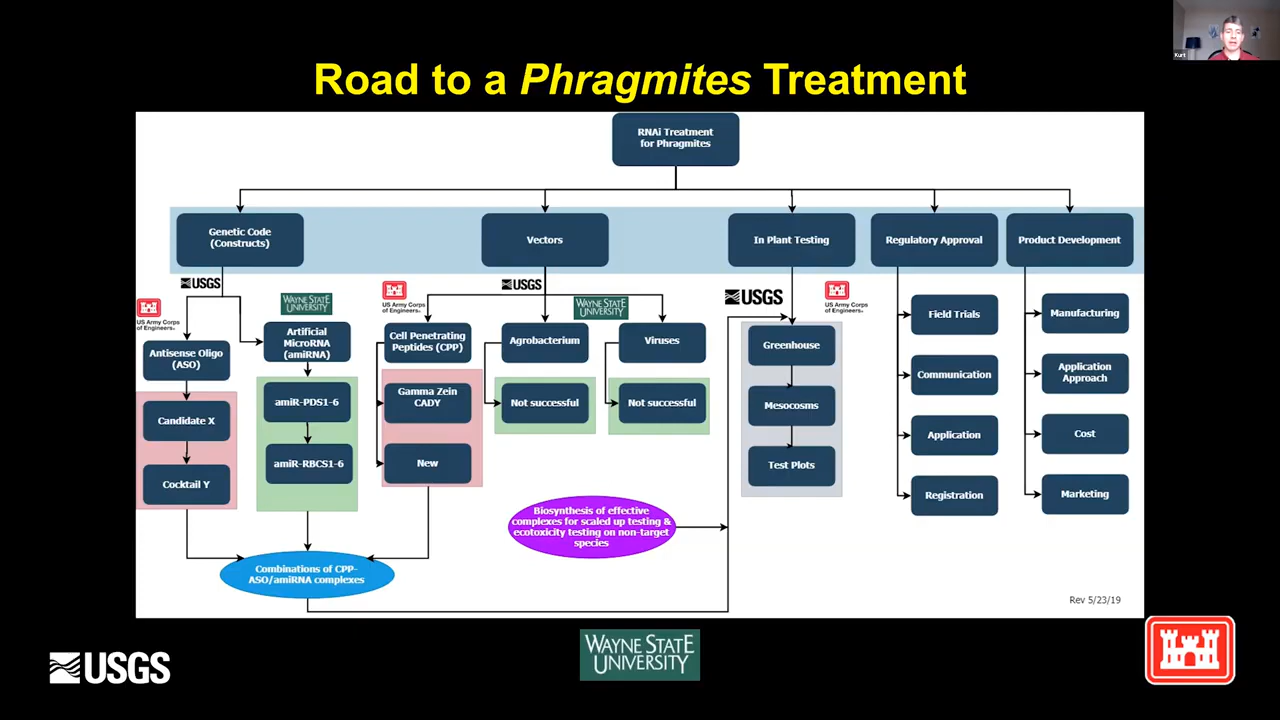 Kurt
Road to a Phragmites Treatment
RNAi Treatment
for Phragmites
Genetic Code
(Constructs)
Vectors
In Plant Testing
Regulatory Approval
Product Development
USGS
US Army Corps
of Engineers®
WAYNE STATE
UNIVERSITY
Antisense Oligo
(ASO)
Candidate X
Cocktail Y
Artificial
MicroRNA
(amiRNA)
amiR-PDS1-6
amiR-RBCS1-6
US Army Corps
of Engineers®
USGS
WAYNE STATE
UNIVERSITY
Cell Penetrating
Peptides (CPP)
Gamma Zein
CADY
New
Agrobacterium
Not successful
Viruses
Not successful
USGS
US Army Corps
of Engineers®
Greenhouse
Mesocosms
Test Plots
Field Trials
Communication
Application
Registration
Manufacturing
Application
Approach
Cost
Marketing
Biosynthesis of effective
complexes for scaled up testing &
ecotoxicity testing on non-target
species
Combinations of CPP-
ASO/amiRNA complexes
Rev 5/23/19
USGS
WAYNE STATE
UNIVERSITY